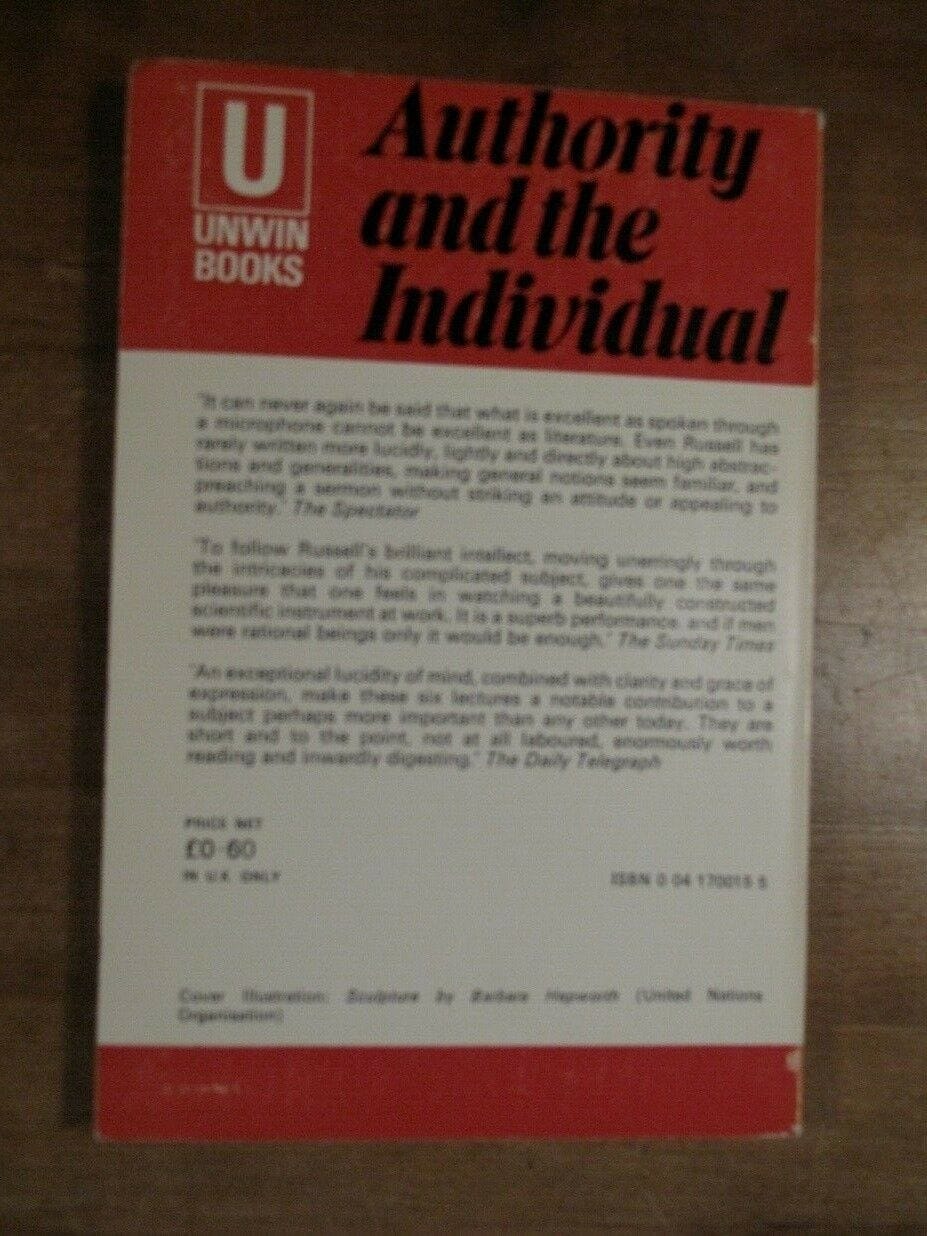 U
UNWIN
BOOKS
Authority
and the
Individual
'It can never again be said that what is excellent as spoken through
a microphone cannot be excellent as literature. Even Russell has
rarely written more lucidly, lightly and directly about high abstrac-
tions and generalities, making general notions seem familiar, and
preaching a sermon without striking an attitude or appealing to
authority.' The Spectator
'To follow Russell's brilliant intellect, moving unerringly through
the intricacies of his complicated subject, gives one the same
pleasure that one feels in watching a beautifully constructed
scientific instrument at work. It is a superb performance, and if men
were rational beings only it would be enough.' The Sunday Times
'An exceptional lucidity of mind, combined with clarity and grace of
expression, make these six lectures a notable contribution to a
subject perhaps more important than any other today. They are
short and to the point, not at all laboured, enormously worth
reading and inwardly digesting.' The Daily Telegraph
PRICE NET
£0·60
IN U.K. ONLY
ISBN 0 04 170015 5
Cover Illustration: Sculpture by Barbara Hepworth (United Nations
Organisation)